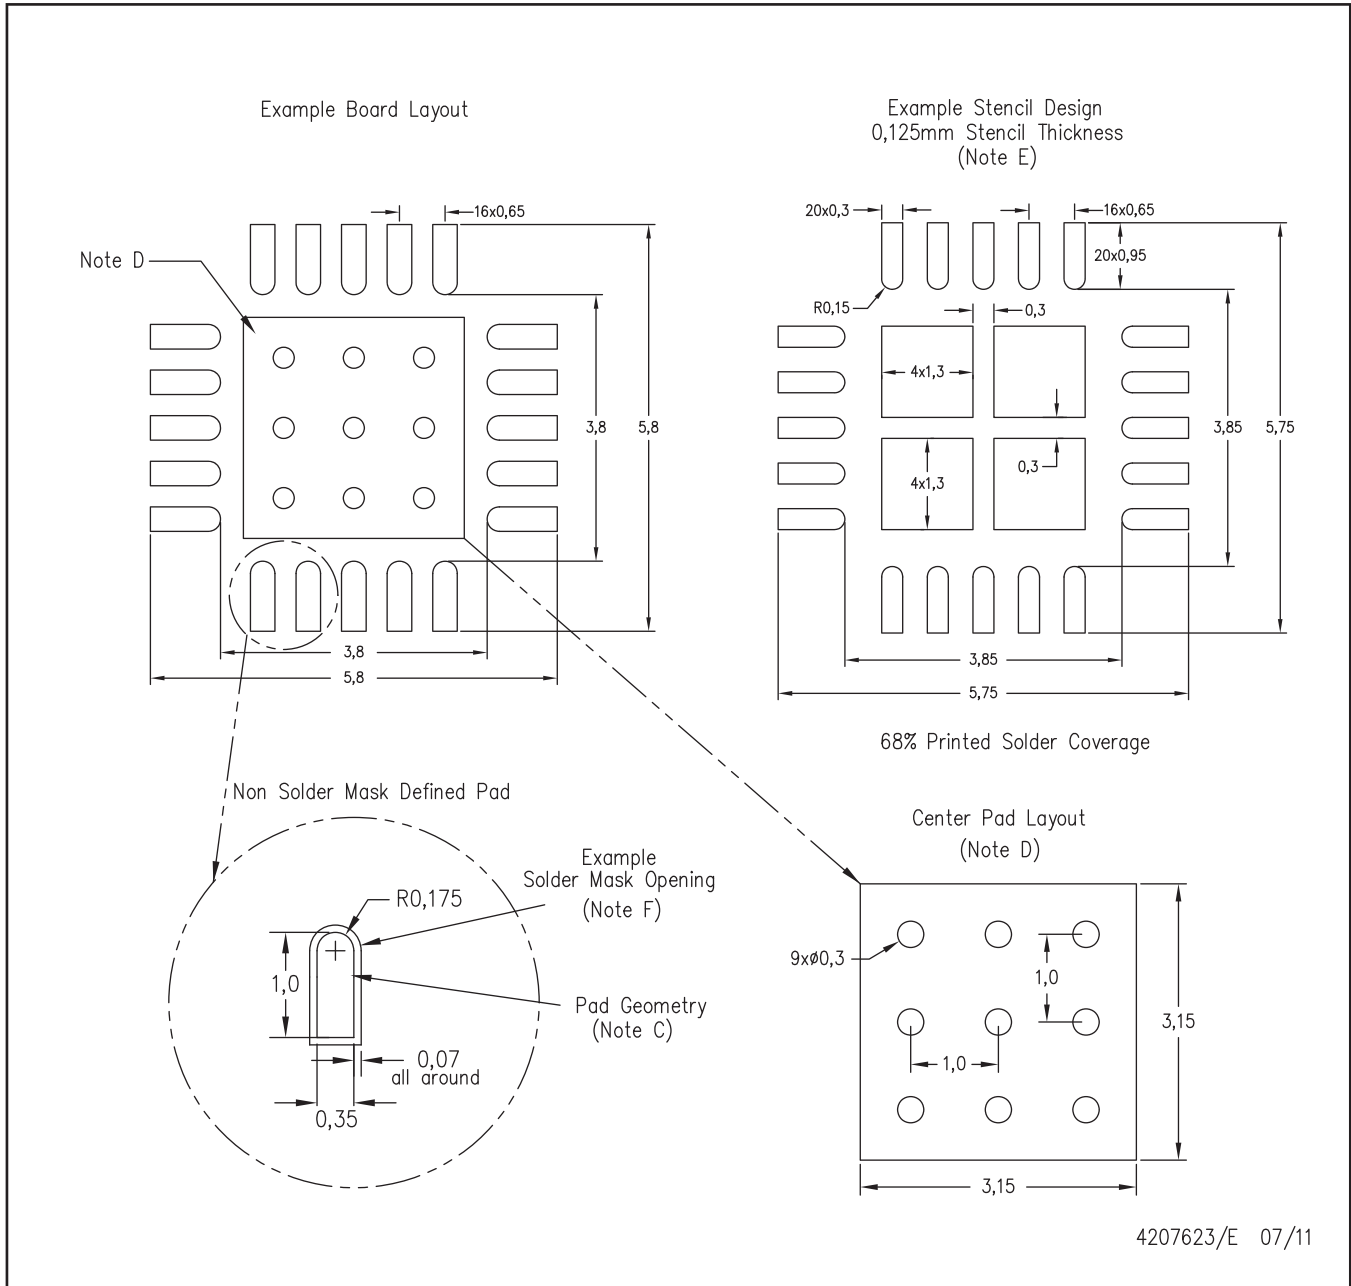 Example Board Layout
16x0,65
Note D
3,8
5,8
3,8
5,8
Example Stencil Design
0,125mm Stencil Thickness
(Note E)
20x0,3
16x0,65
20x0,95
R0,15
0,3
4x1,3
3,85
5,75
0,3
4x1,3
3,85
5,75
68% Printed Solder Coverage
Non Solder Mask Defined Pad
Example
Solder Mask Opening
(Note F)
R0,175
1,0
Pad Geometry
(Note C)
0,07
all around
0,35
Center Pad Layout
(Note D)
9xø0,3
1,0
3,15
1,0
3,15
4207623/E 07/11